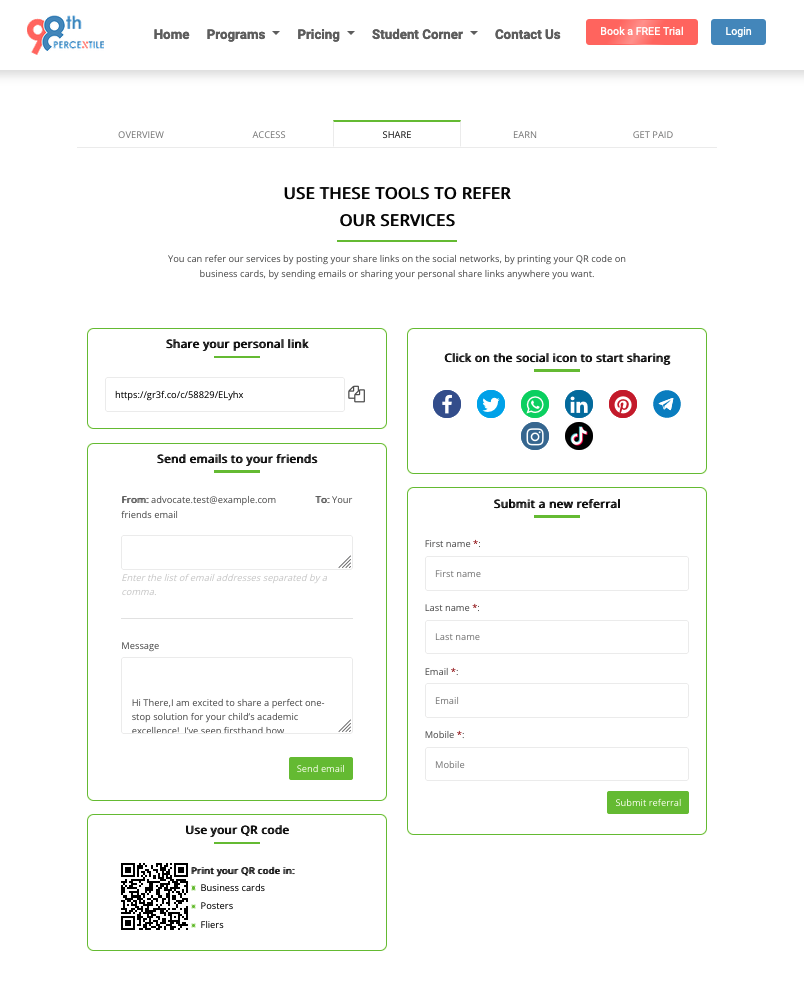 98th
PERCENTILE
Home Programs Pricing Student Corner Contact Us Book a FREE Trial Login
OVERVIEW ACCESS SHARE EARN GET PAID
USE THESE TOOLS TO REFER
OUR SERVICES
You can refer our services by posting your share links on the social networks, by printing your QR code on
business cards, by sending emails or sharing your personal share links anywhere you want.
Share your personal link
https://gr3f.co/c/58829/ELyhx
Send emails to your friends
From: advocate.test@example.com To: Your
friends email
Enter the list of email addresses separated by a
comma.
Message
Hi There,I am excited to share a perfect one-
stop solution for your child's academic
excellence! I've seen firsthand how
Send email
Use your QR code
Print your QR code in:
Business cards
Posters
Fliers
Click on the social icon to start sharing
Submit a new referral
First name *:
First name
Last name *:
Last name
Email *:
Email
Mobile *:
Mobile
Submit referral